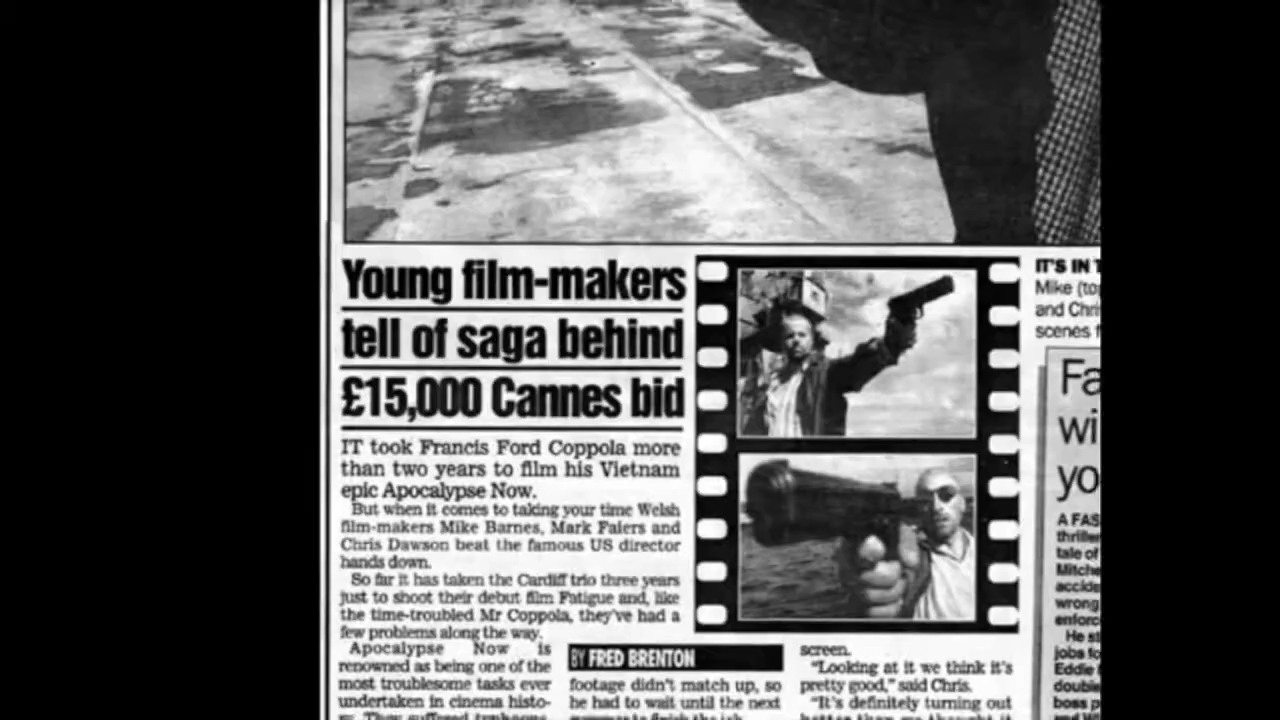 Young film-makers
tell of saga behind
£15,000 Cannes bid
IT took Francis Ford Coppola more
than two years to film his Vietnam
epic Apocalypse Now.
But when it comes to taking your time Welsh
film-makers Mike Barnes, Mark Falers and
Chris Dawson beat the famous US director
hands down.
So far it has taken the Cardiff trio three years
just to shoot their debut film Fatigue and, like
the time-troubled Mr Coppola, they've had a
few problems along the way.
Apocalypse Now is
renowned as being one of the
most troublesome tasks ever
undertaken in cinema histo-
BY FRED BRENTON
footage didn't match up, so
he had to wait until the next
screen.
"Looking at it we think it's
pretty good," said Chris.
"It's definitely turning out
IT'S IN T
Mike (top
and Chri
scenes f
Fa
wi
yo
A FAS
thriller
tale of
Mitche
accide
wrong
enforc
He st
jobs fo
Eddie
double
boss p